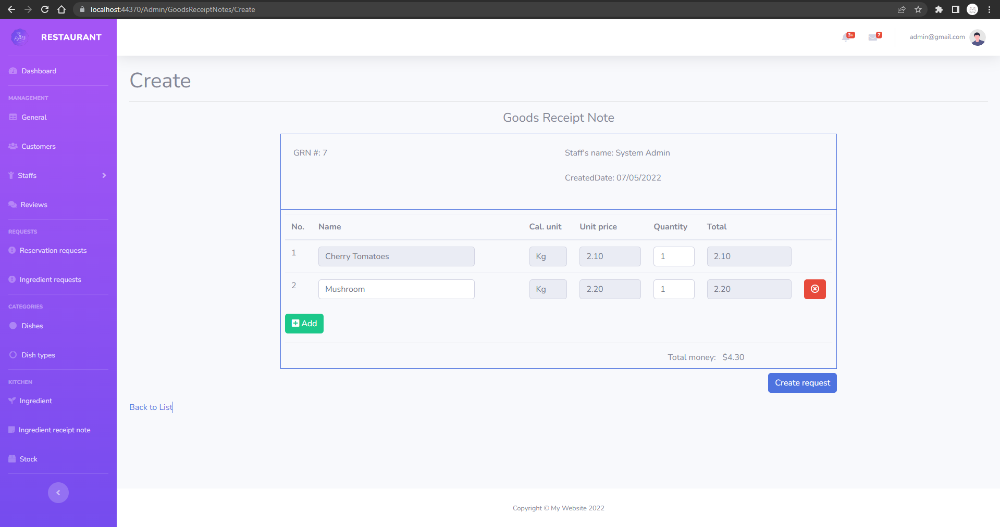 localhost:44370/Admin/GoodsReceiptNotes/Create
RESTAURANT
3+
7
admin@gmail.com
Dashboard
MANAGEMENT
General
Customers
Staffs
Reviews
REQUESTS
Reservation requests
Ingredient requests
CATEGORIES
Dishes
Dish types
KITCHEN
Ingredient
Ingredient receipt note
Stock
Create
Goods Receipt Note
GRN #: 7
Staff's name: System Admin
CreatedDate: 07/05/2022
No. Name Cal. unit Unit price Quantity Total
1 Cherry Tomatoes Kg 2.10 1 2.10
2 Mushroom Kg 2.20 1 2.20
Add
Total money: $4.30
Create request
Back to List
Copyright © My Website 2022